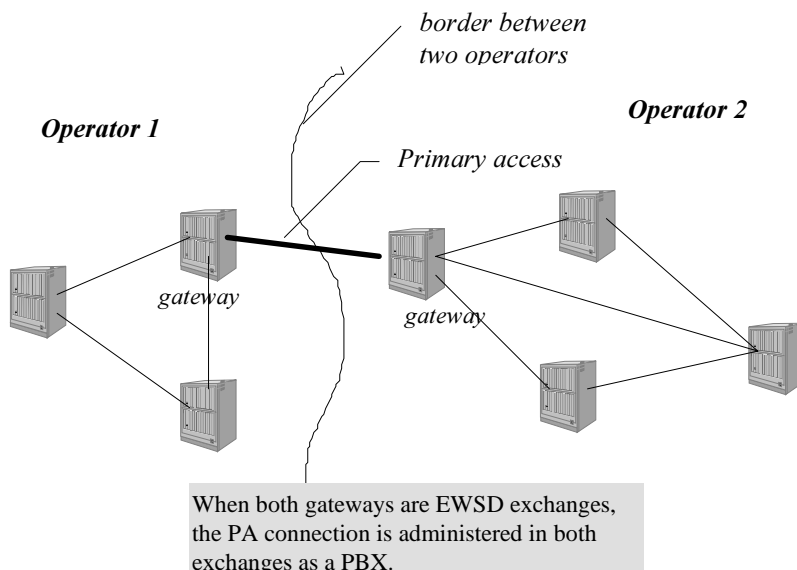 border between
two operators
Operator 1
Operator 2
Primary access
gateway
gateway
When both gateways are EWSD exchanges,
the PA connection is administered in both
exchanges as a PBX.